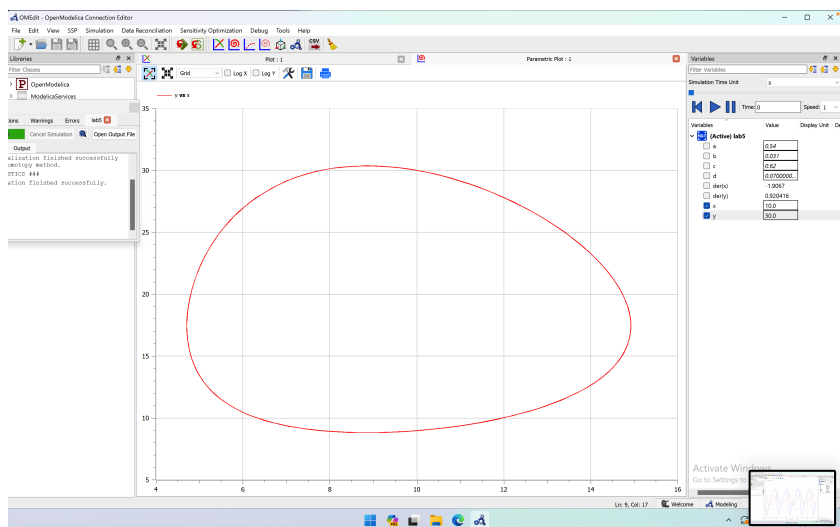 OMEdit - OpenModelica Connection Editor
File Edit View SSP Simulation Data Reconciliation Sensitivity Optimization Debug Tools Help
Libraries
Filter Classes
OpenModelica
ModelicaServices
ions Warnings Errors lab5
Cancel Simulation Open Output File
Output
alization finished successfully
omotopy method.
STICS ###
ation finished successfully.
Plot : 1
Parametric Plot : 1
Grid Log X Log Y
y vs x
35
30
25
20
15
10
5
4 6 8 10 12 14 16
Variables
Filter Variables
Simulation Time Unit s
Time: 0 Speed: 1
Variables Value Display Unit De
(Active) lab5
a 0.54
b 0.031
c 0.62
d 0.0700000...
der(x) -1.9067
der(y) 0.920416
x 10.0
y 30.0
Activate Windows
Go to Settings to
Ln: 9, Col: 17 Welcome Modeling